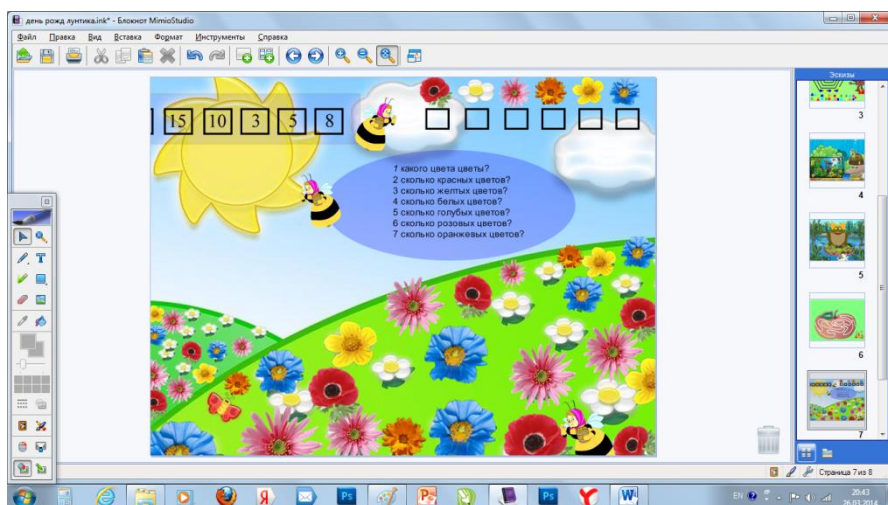 день рожд лунтика.ink* - Блокнот MimioStudio
Файл Правка Вид Вставка Формат Инструменты Справка
Эскизы
15 10 3 5 8
1 какого цвета цветы?
2 сколько красных цветов?
3 сколько желтых цветов?
4 сколько белых цветов?
5 сколько голубых цветов?
6 сколько розовых цветов?
7 сколько оранжевых цветов?
3
4
5
6
7
Страница 7 из 8
EN
20:43
26.03.2014